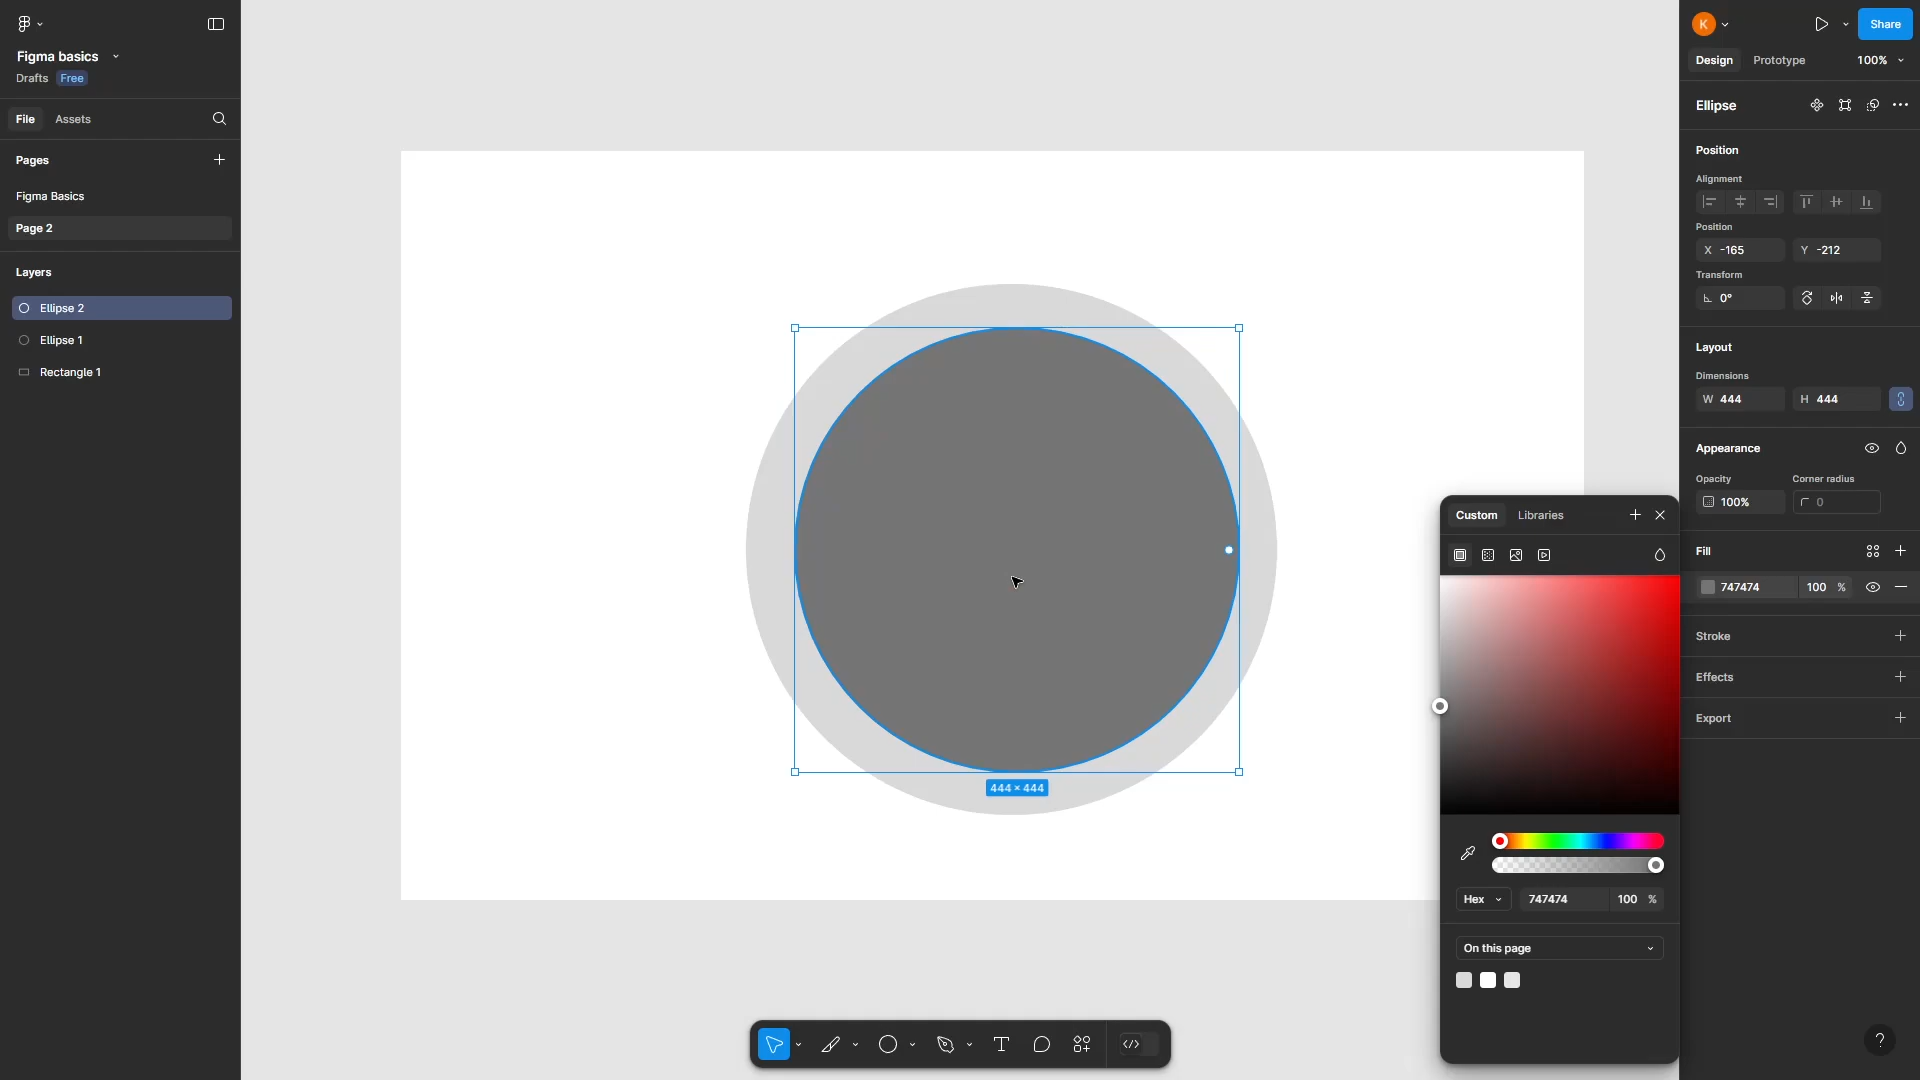 Figma basics
Drafts Free
File Assets
Pages
Figma Basics
Page 2
Layers
Ellipse 2
Ellipse 1
Rectangle 1
444 × 444
K
Share
Design Prototype 100%
Ellipse
Position
Alignment
Position
X -165 Y -212
Transform
0°
Layout
Dimensions
W 444 H 444
Appearance
Opacity Corner radius
100% 0
Fill
747474 100 %
Stroke
Effects
Export
Custom Libraries
Hex 747474 100 %
On this page
?